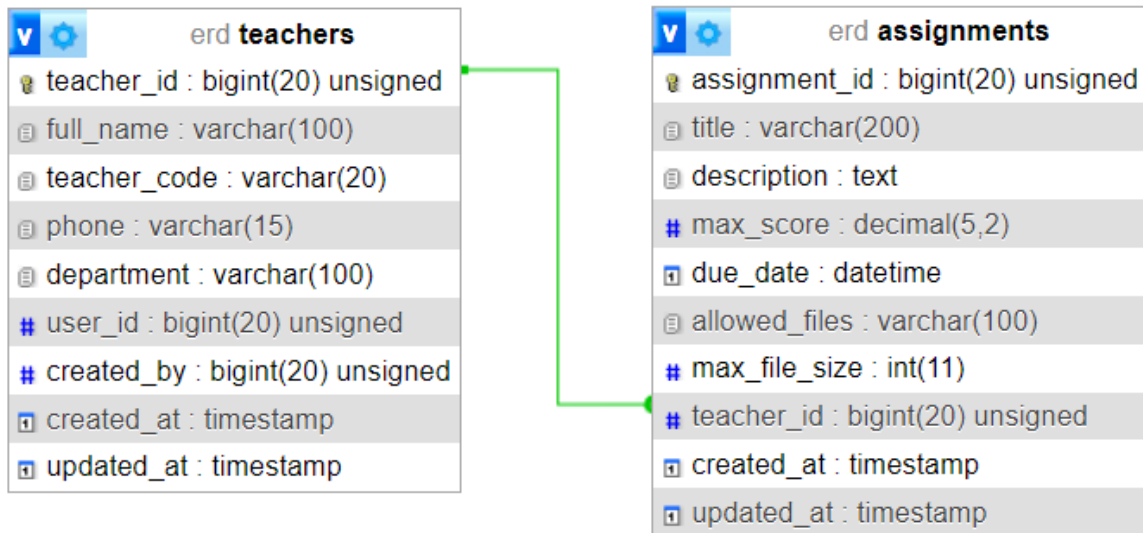 v erd teachers
teacher_id : bigint(20) unsigned
full_name : varchar(100)
teacher_code : varchar(20)
phone : varchar(15)
department : varchar(100)
# user_id : bigint(20) unsigned
# created_by : bigint(20) unsigned
created_at : timestamp
updated_at : timestamp
v erd assignments
assignment_id : bigint(20) unsigned
title : varchar(200)
description : text
# max_score : decimal(5,2)
due_date : datetime
allowed_files : varchar(100)
# max_file_size : int(11)
# teacher_id : bigint(20) unsigned
created_at : timestamp
updated_at : timestamp